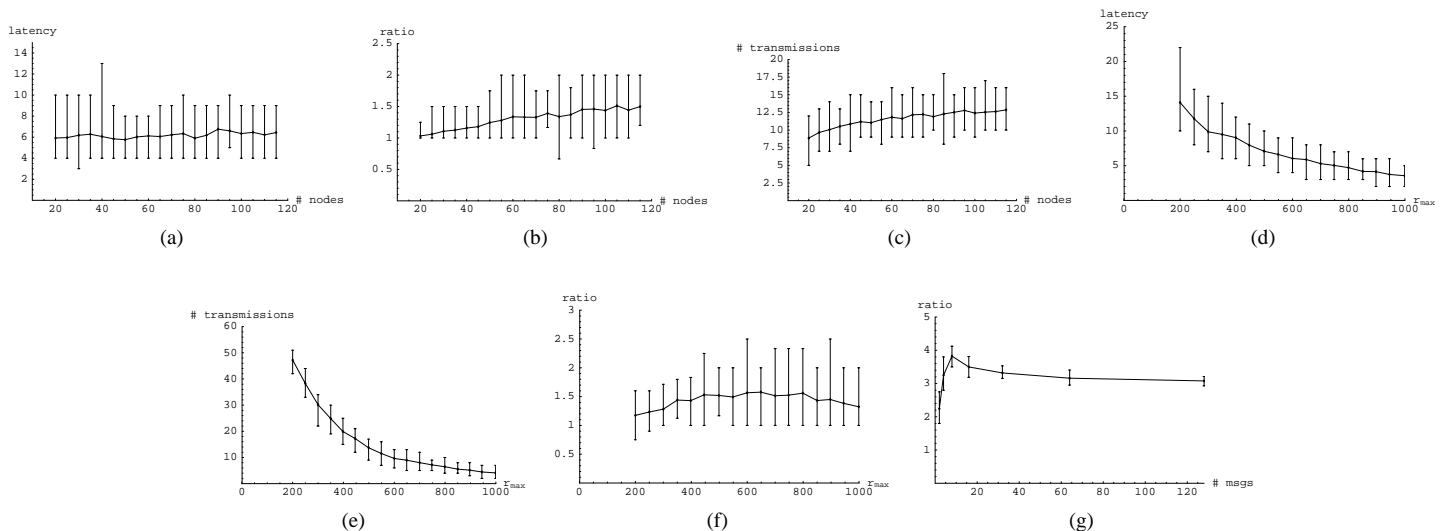 latency
14
12
10
8
6
4
2
20 40 60 80 100 120 # nodes
(a)
ratio
2.5
2
1.5
1
0.5
20 40 60 80 100 120 # nodes
(b)
# transmissions
20
17.5
15
12.5
10
7.5
5
2.5
20 40 60 80 100 120 # nodes
(c)
latency
25
20
15
10
5
0 200 400 600 800 1000 r_max
(d)
# transmissions
60
50
40
30
20
10
0 200 400 600 800 1000 r_max
(e)
ratio
3
2.5
2
1.5
1
0.5
0 200 400 600 800 1000 r_max
(f)
ratio
5
4
3
2
1
20 40 60 80 100 120 # msgs
(g)